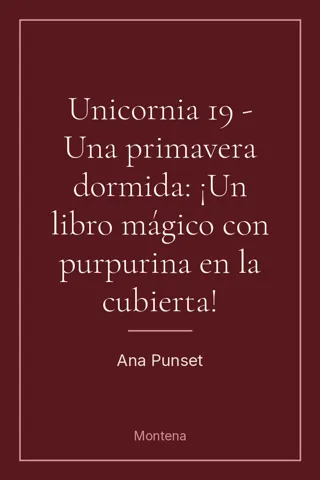 Unicornia 19 -
Una primavera
dormida: ¡Un
libro mágico con
purpurina en la
cubierta!
Ana Punset
Montena